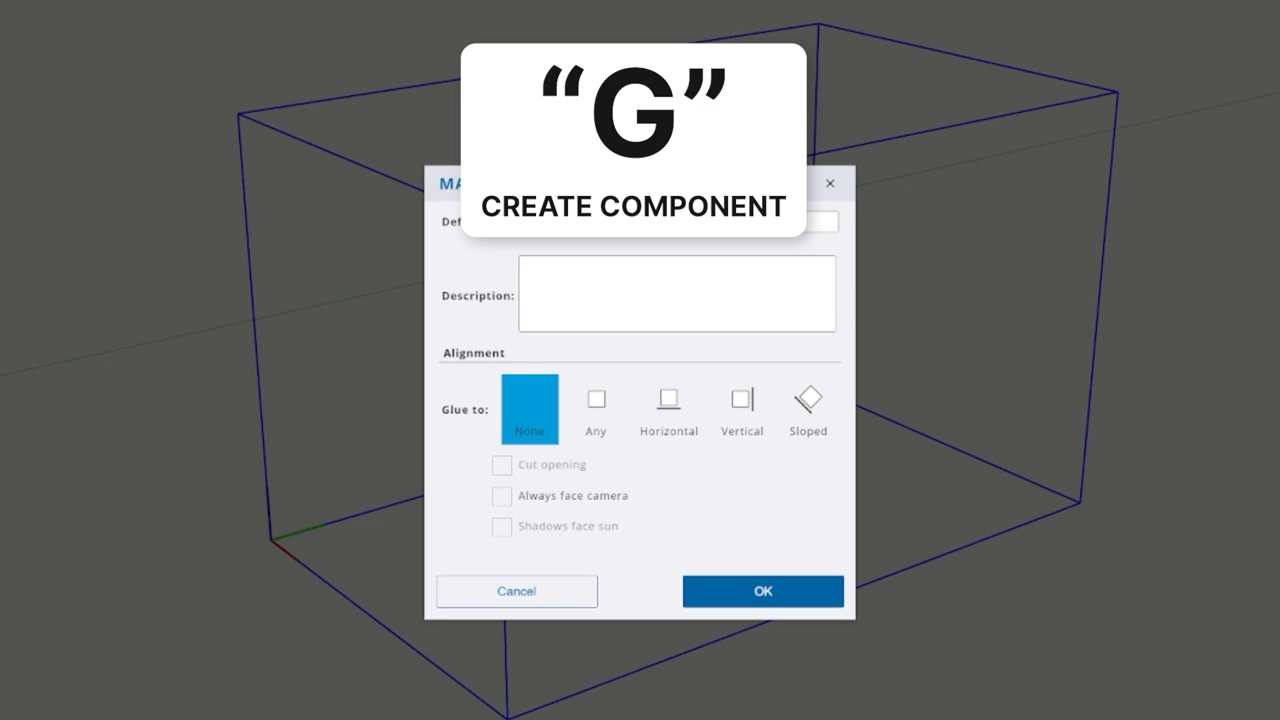 “G”
CREATE COMPONENT
Description:
Alignment
Glue to:
None
Any
Horizontal
Vertical
Sloped
Cut opening
Always face camera
Shadows face sun
Cancel
OK